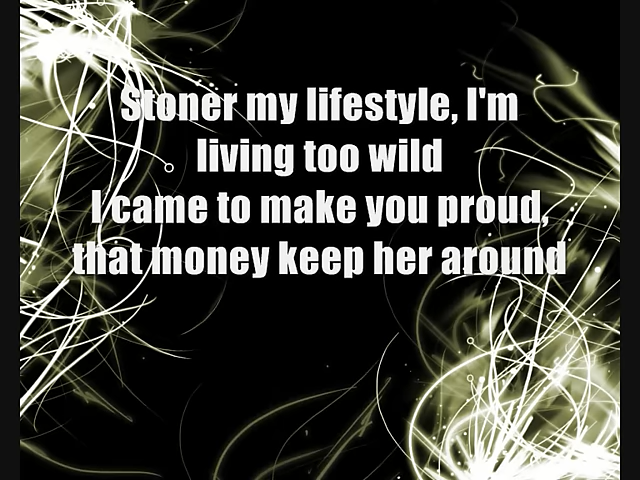 Stoner my lifestyle, I'm
living too wild
I came to make you proud,
that money keep her around